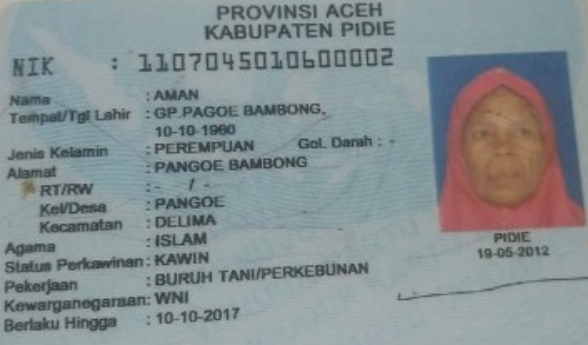 PROVINSI ACEH
KABUPATEN PIDIE
NIK : 1107045010600002
Nama : AMAN
Tempat/Tgl Lahir : GP.PAGOE BAMBONG,
10-10-1960
Jenis Kelamin : PEREMPUAN Gol. Darah : -
Alamat : PANGOE BAMBONG
RT/RW : - / -
Kel/Desa : PANGOE
Kecamatan : DELIMA
Agama : ISLAM
Status Perkawinan : KAWIN
Pekerjaan : BURUH TANI/PERKEBUNAN
Kewarganegaraan: WNI
Berlaku Hingga : 10-10-2017
PIDIE
19-05-2012